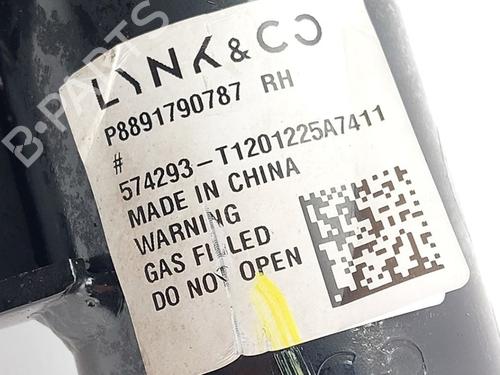 LYNK & CO
P8891790787 RH
#
574293-T1201225A7411
MADE IN CHINA
WARNING
GAS FILLED
DO NOT OPEN
B-PARTS